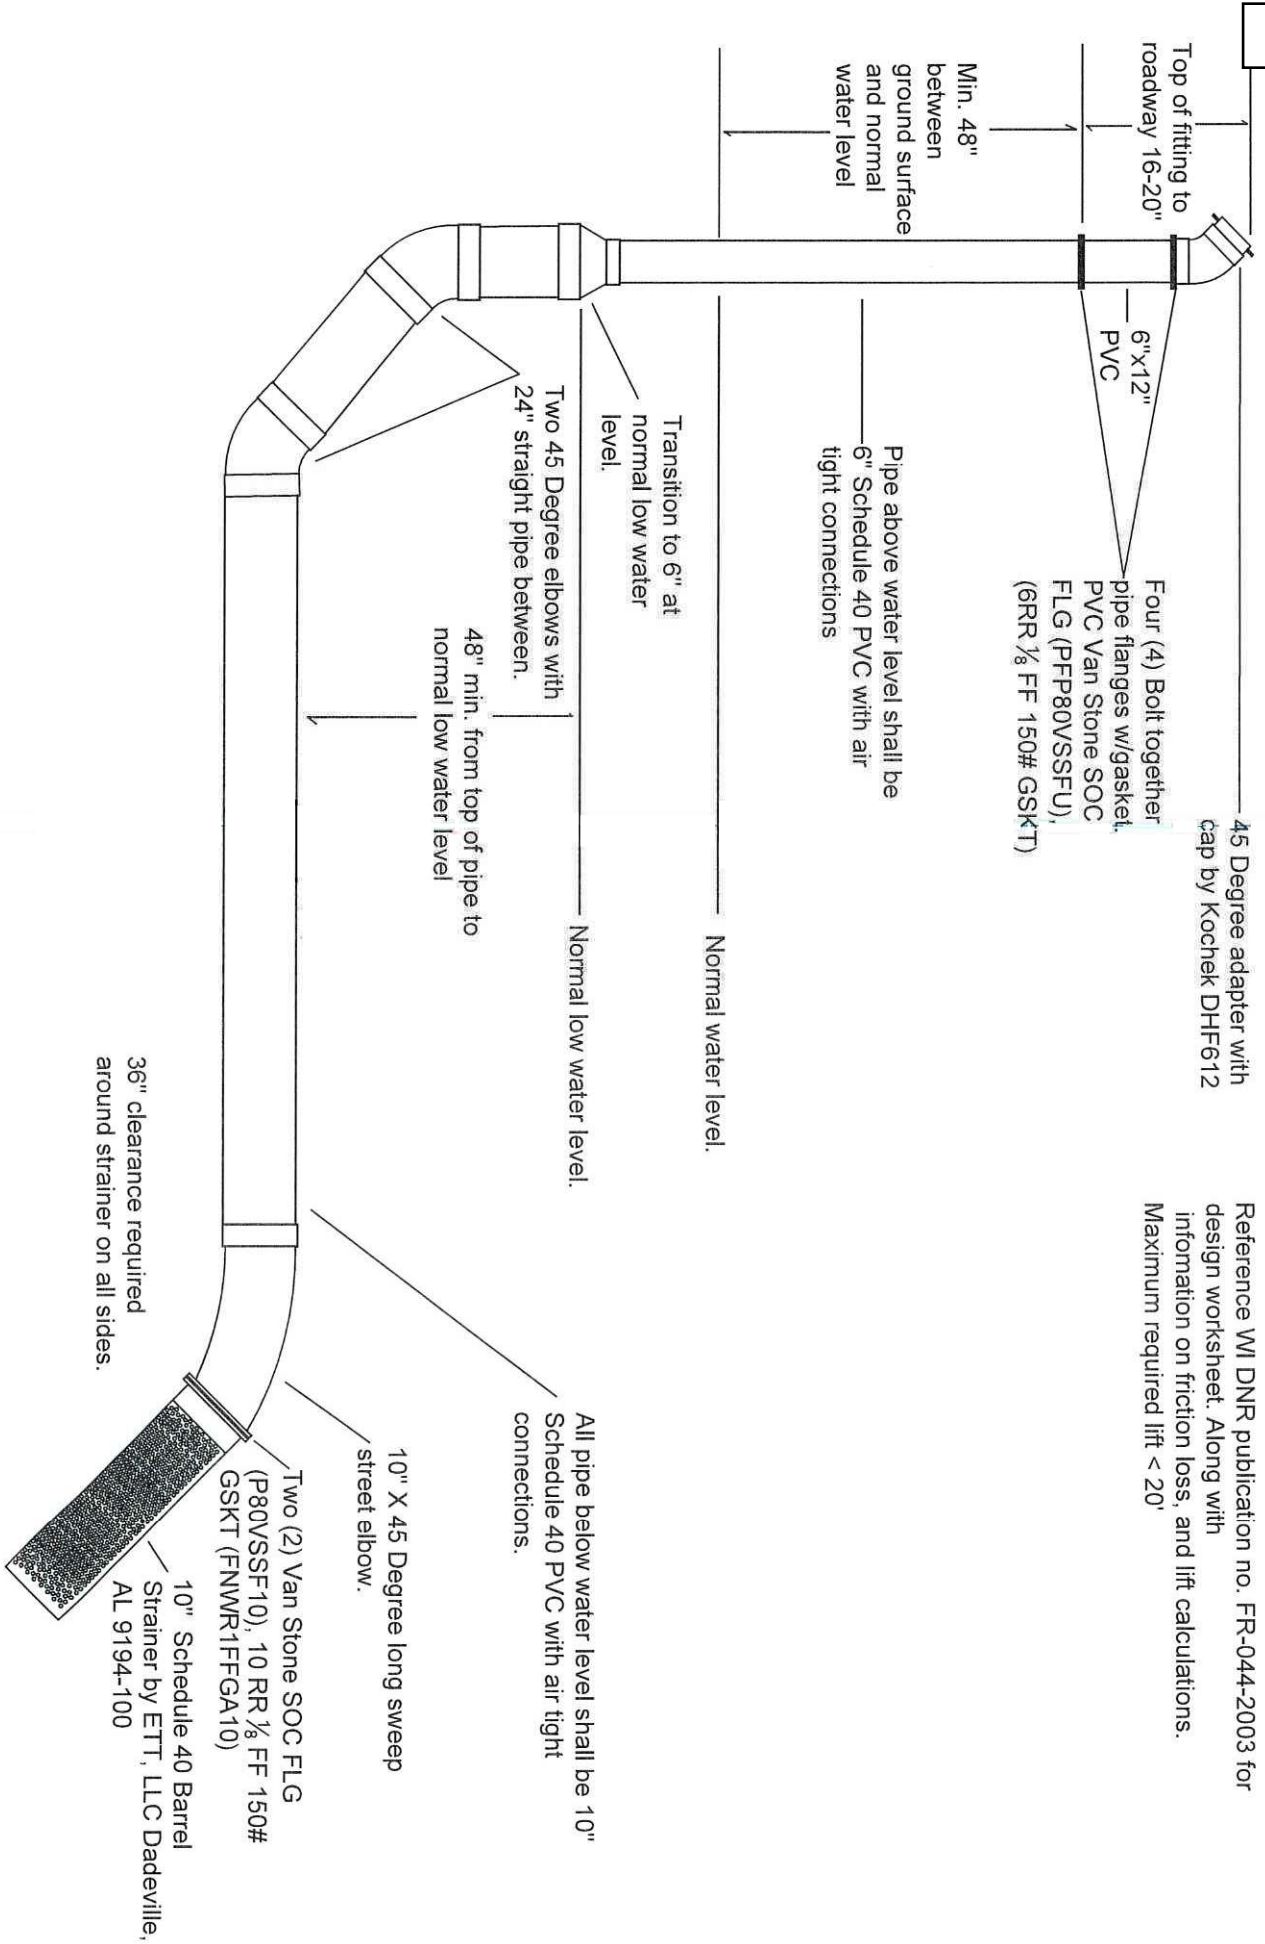 Top of fitting to
roadway 16-20"
Min. 48"
between
ground surface
and normal
water level
6"x12"
PVC
45 Degree adapter with
cap by Kochek DHF612
Four (4) Bolt together
pipe flanges w/gasket.
PVC Van Stone SOC
FLG (PFP80VSSFU),
(6RR ⅛ FF 150# GSKT)
Pipe above water level shall be
6" Schedule 40 PVC with air
tight connections
Transition to 6" at
normal low water
level.
Two 45 Degree elbows with
24" straight pipe between.
48" min. from top of pipe to
normal low water level
Normal water level.
Normal low water level.
Reference WI DNR publication no. FR-044-2003 for
design worksheet. Along with
infomation on friction loss, and lift calculations.
Maximum required lift < 20'
All pipe below water level shall be 10"
Schedule 40 PVC with air tight
connections.
10" X 45 Degree long sweep
street elbow.
Two (2) Van Stone SOC FLG
(P80VSSF10), 10 RR ⅛ FF 150#
GSKT (FNWR1FFGA10)
10" Schedule 40 Barrel
Strainer by ETT, LLC Dadeville,
AL 9194-100
36" clearance required
around strainer on all sides.